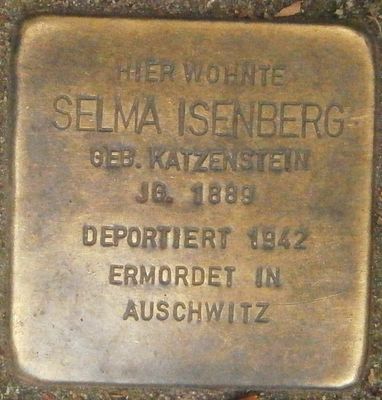 HIER WOHNTE
SELMA ISENBERG
GEB. KATZENSTEIN
JG. 1889
DEPORTIERT 1942
ERMORDET IN
AUSCHWITZ